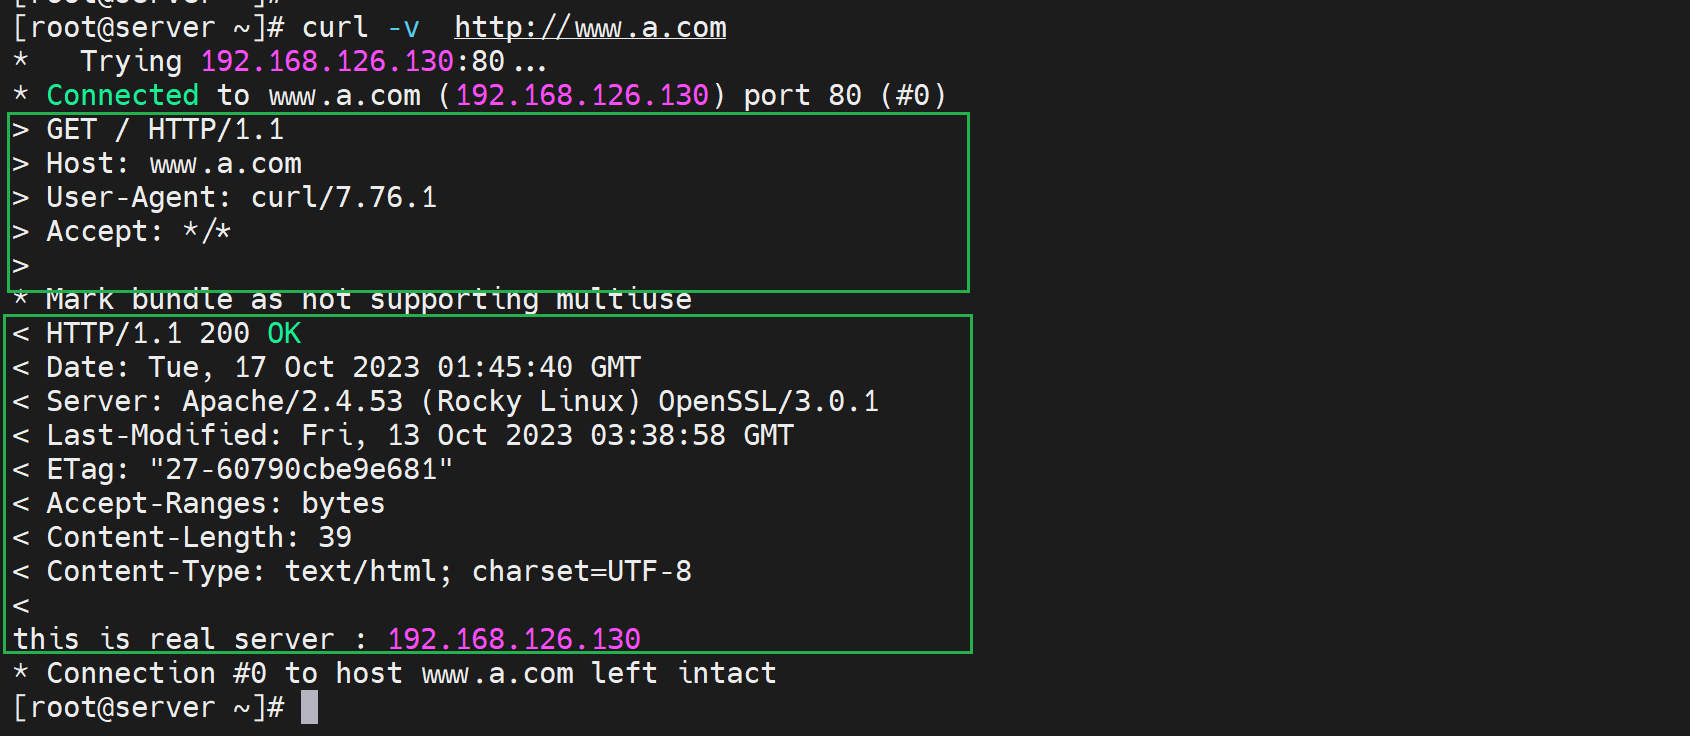 [root@server ~]#
[root@server ~]# curl -v  http://www.a.com
*   Trying 192.168.126.130:80...
* Connected to www.a.com (192.168.126.130) port 80 (#0)
> GET / HTTP/1.1
> Host: www.a.com
> User-Agent: curl/7.76.1
> Accept: */*
>
* Mark bundle as not supporting multiuse
< HTTP/1.1 200 OK
< Date: Tue, 17 Oct 2023 01:45:40 GMT
< Server: Apache/2.4.53 (Rocky Linux) OpenSSL/3.0.1
< Last-Modified: Fri, 13 Oct 2023 03:38:58 GMT
< ETag: "27-60790cbe9e681"
< Accept-Ranges: bytes
< Content-Length: 39
< Content-Type: text/html; charset=UTF-8
<
this is real server : 192.168.126.130
* Connection #0 to host www.a.com left intact
[root@server ~]#